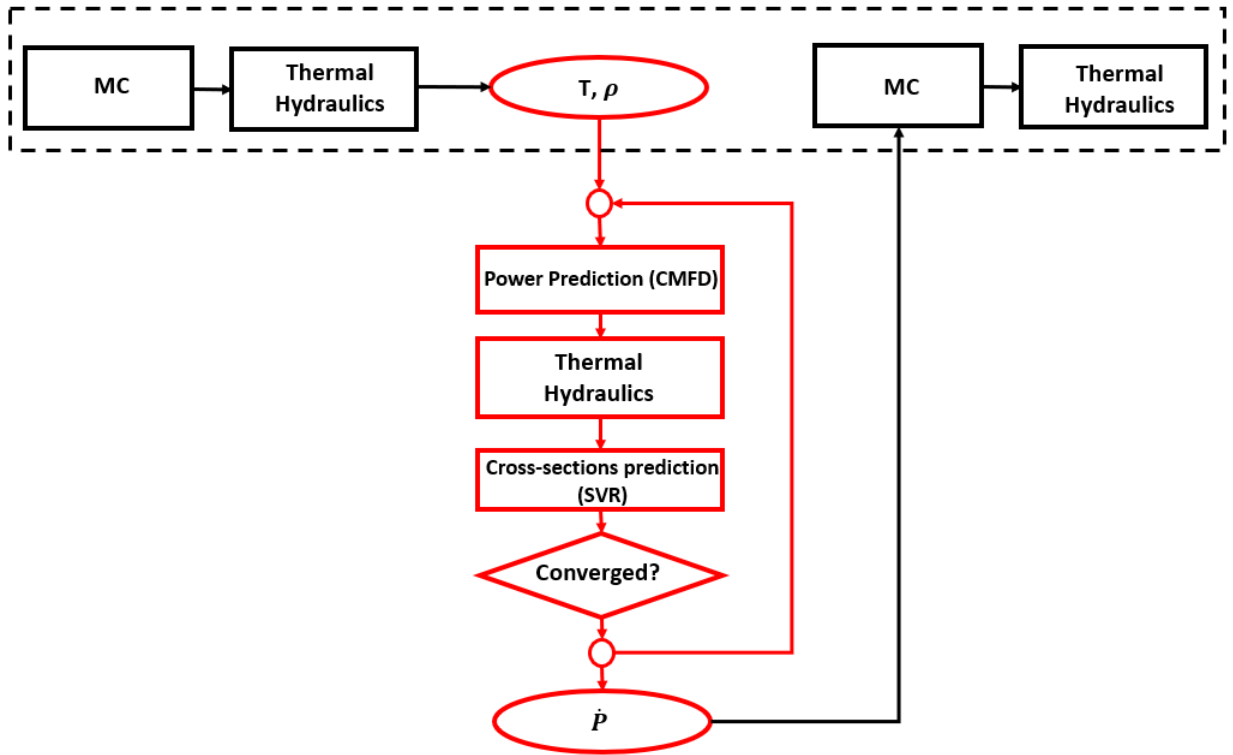 MC
Thermal
Hydraulics
T, ρ
MC
Thermal
Hydraulics
Power Prediction (CMFD)
Thermal
Hydraulics
Cross-sections prediction
(SVR)
Converged?
Ṗ